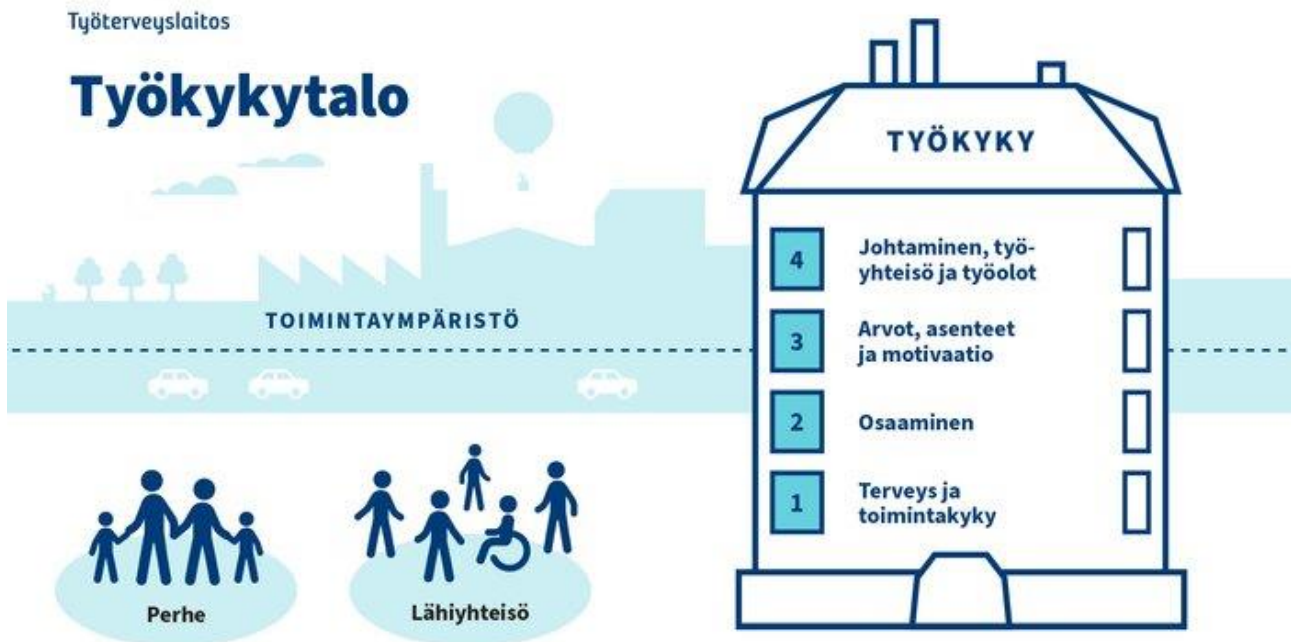 Työterveyslaitos
Työkykytalo
TYÖKYKY
4
Johtaminen, työ-
yhteisö ja työolot
3
Arvot, asenteet
ja motivaatio
2
Osaaminen
1
Terveys ja
toimintakyky
TOIMINTAYMPÄRISTÖ
Perhe
Lähiyhteisö